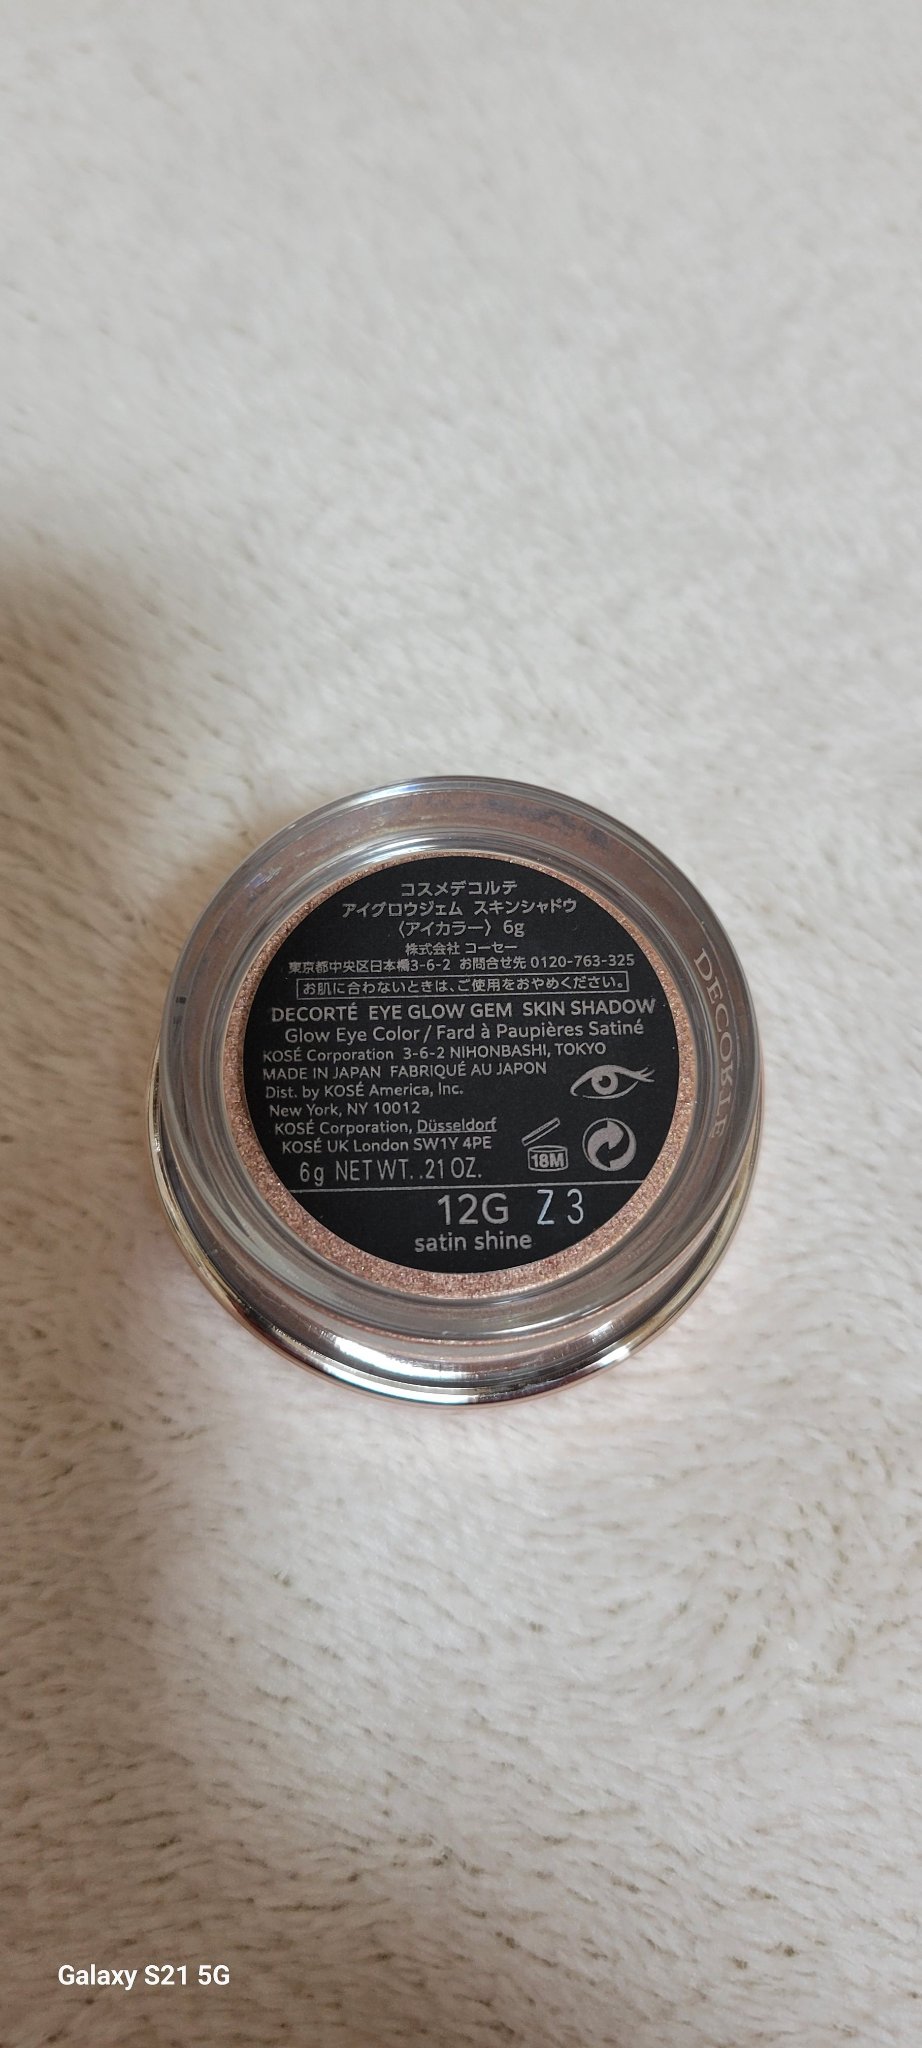 コスメデコルテ
アイグロウジェム スキンシャドウ
〈アイカラー〉 6g
株式会社 コーセー
東京都中央区日本橋3-6-2 お問合せ先 0120-763-325
お肌に合わないときは、ご使用をおやめください。
DECORTÉ EYE GLOW GEM SKIN SHADOW
Glow Eye Color / Fard à Paupières Satiné
KOSÉ Corporation 3-6-2 NIHONBASHI, TOKYO
MADE IN JAPAN FABRIQUÉ AU JAPON
Dist. by KOSÉ America, Inc.
New York, NY 10012
KOSÉ Corporation, Düsseldorf
KOSÉ UK London SW1Y 4PE
6g NET WT. .21 OZ.
18M
12G Z3
satin shine
DECORTÉ
Galaxy S21 5G